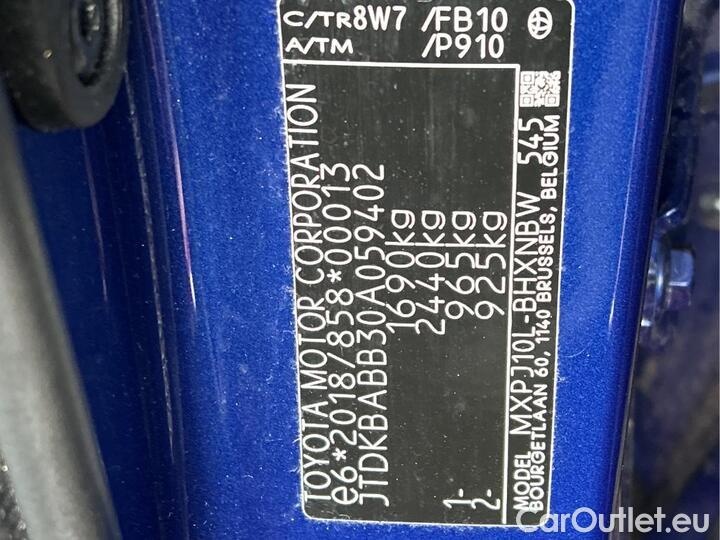 TOYOTA MOTOR CORPORATION
e6*2018/858*00013
JTDKBABB30A059402
1690kg
2440kg
1- 965kg
2- 925kg
MODEL MXPJ10L-BHXNBW 545
BOURGETLAAN 60, 1140 BRUSSELS, BELGIUM
C/TR8W7 /FB10
A/TM /P910
CarOutlet.eu